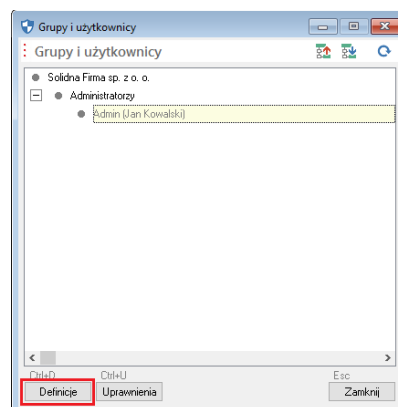 Grupy i użytkownicy
Grupy i użytkownicy
Solidna Firma sp. z o. o.
Administratorzy
Admin (Jan Kowalski)
Ctrl+D Ctrl+U Esc
Definicje Uprawnienia Zamknij